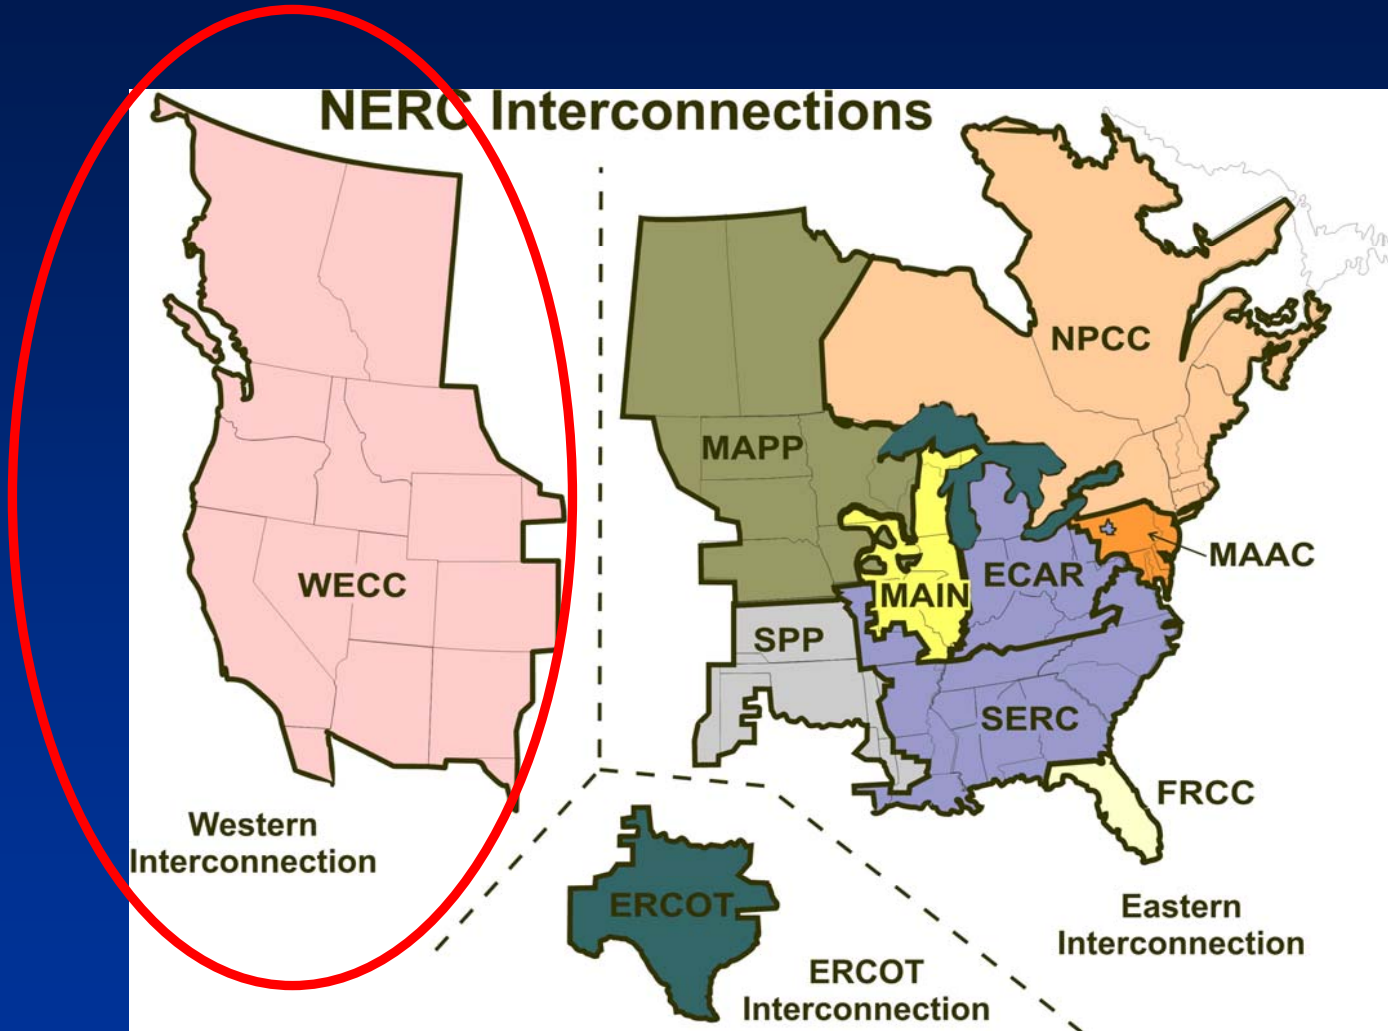 NERC Interconnections
NPCC
MAPP
MAAC
ECAR
WECC
MAIN
SPP
SERC
FRCC
Western
Interconnection
ERCOT
Eastern
Interconnection
ERCOT
Interconnection